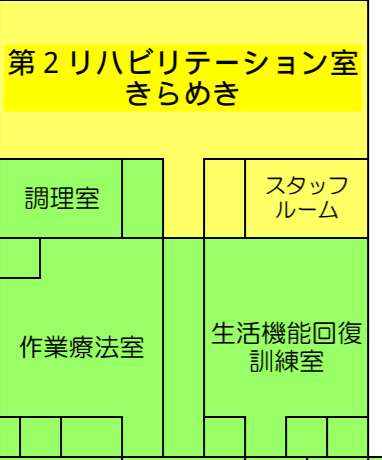 第２リハビリテーション室
きらめき
調理室
スタッフ
ルーム
作業療法室
生活機能回復
訓練室